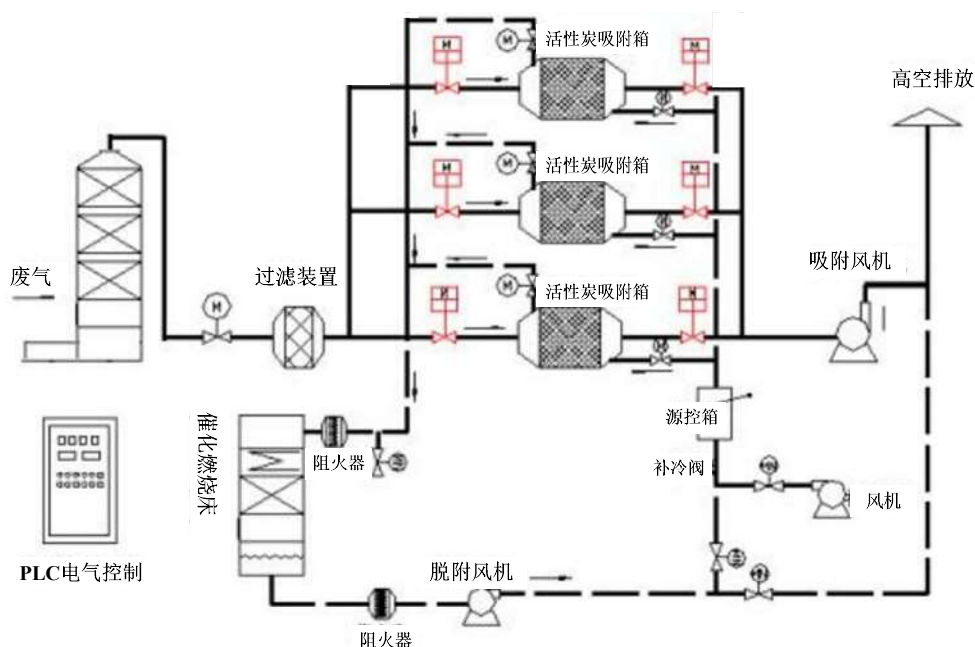 活性炭吸附箱
高空排放
活性炭吸附箱
废气
过滤装置
吸附风机
活性炭吸附箱
源控箱
催化燃烧床
阻火器
补冷阀
风机
PLC电气控制
脱附风机
阻火器